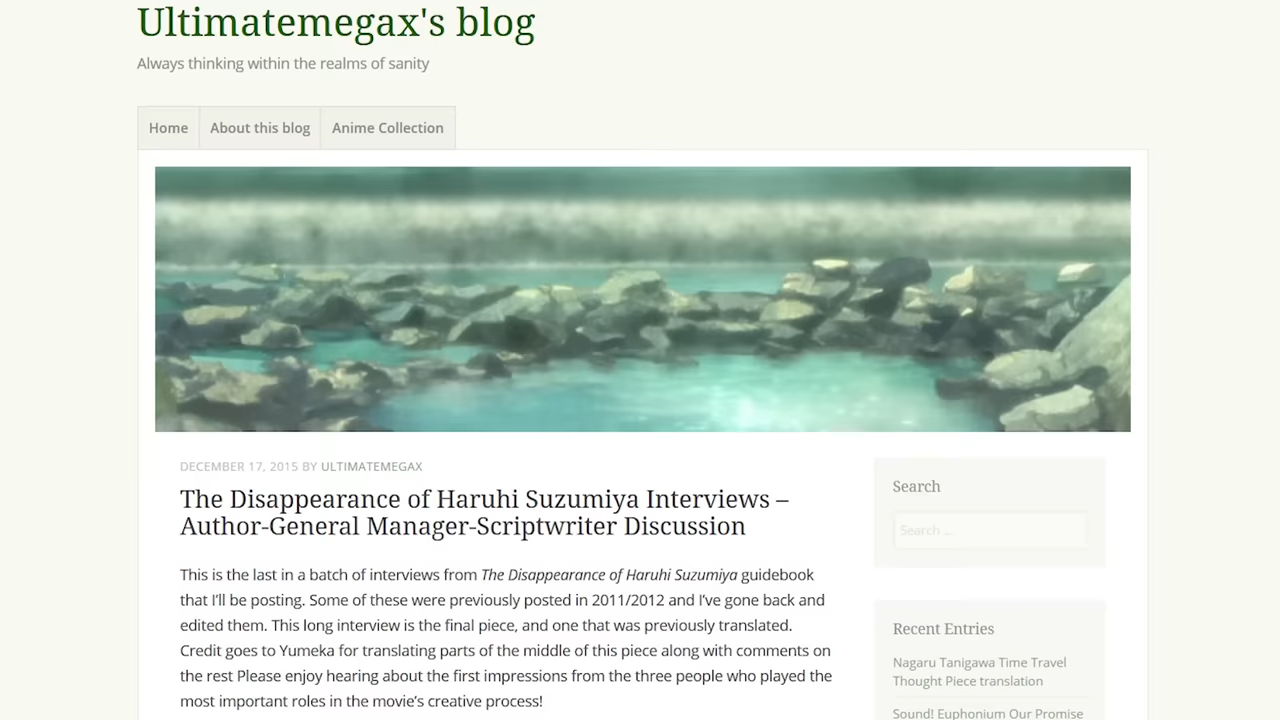 Ultimatemegax's blog
Always thinking within the realms of sanity
Home
About this blog
Anime Collection
DECEMBER 17, 2015 BY ULTIMATEMEGAX
The Disappearance of Haruhi Suzumiya Interviews –
Author-General Manager-Scriptwriter Discussion
This is the last in a batch of interviews from The Disappearance of Haruhi Suzumiya guidebook
that I'll be posting. Some of these were previously posted in 2011/2012 and I've gone back and
edited them. This long interview is the final piece, and one that was previously translated.
Credit goes to Yumeka for translating parts of the middle of this piece along with comments on
the rest Please enjoy hearing about the first impressions from the three people who played the
most important roles in the movie's creative process!
Search
Search ...
Recent Entries
Nagaru Tanigawa Time Travel
Thought Piece translation
Sound! Euphonium Our Promise